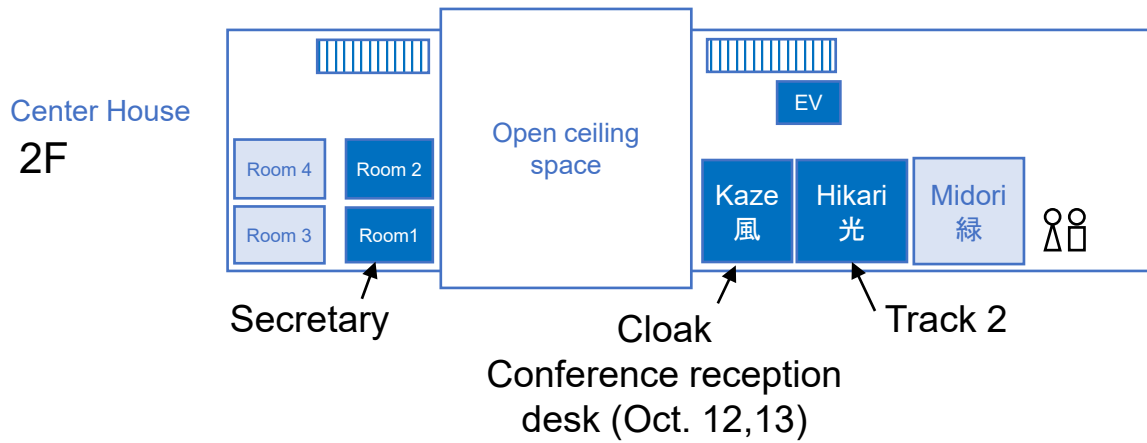 Center House
2F
Open ceiling
space
EV
Room 4
Room 2
Room 3
Room1
Kaze
風
Hikari
光
Midori
緑
Secretary
Cloak
Conference reception
desk (Oct. 12,13)
Track 2